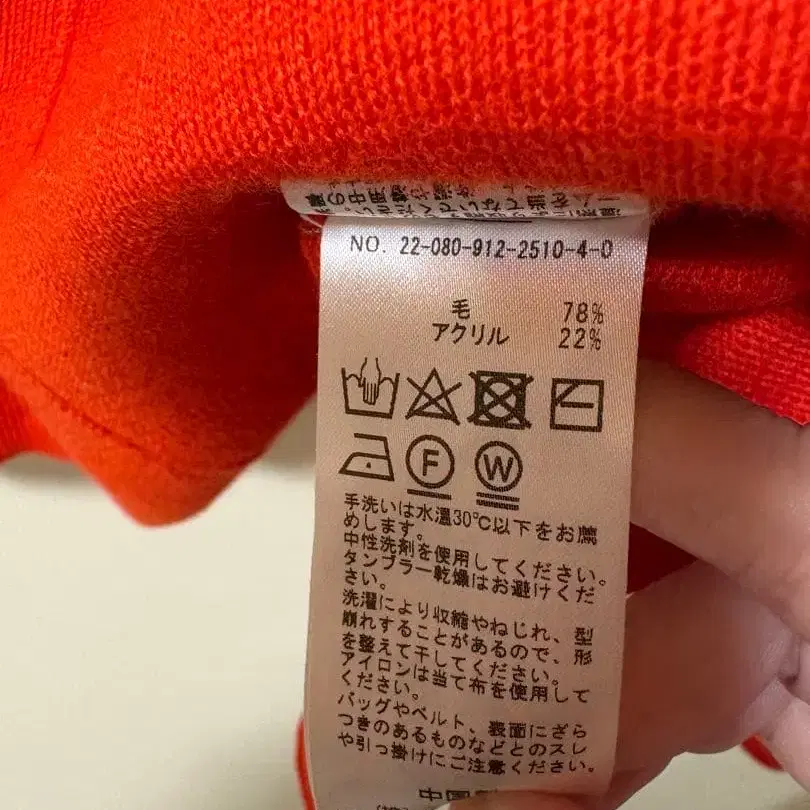 NO. 22-080-912-2510-4-0
毛 78%
アクリル 22%
F W
手洗いは水温30℃以下をお薦
めします。
中性洗剤を使用してください。
タンブラー乾燥はお避けくだ
さい。
洗濯により収縮やねじれ、型
崩れすることがあるので、形
を整えて干してください。
アイロンは当て布を使用して
ください。
バッグやベルト、表面にざら
つきのあるものなどとのスレ
や引っ掛けにご注意ください。
中国